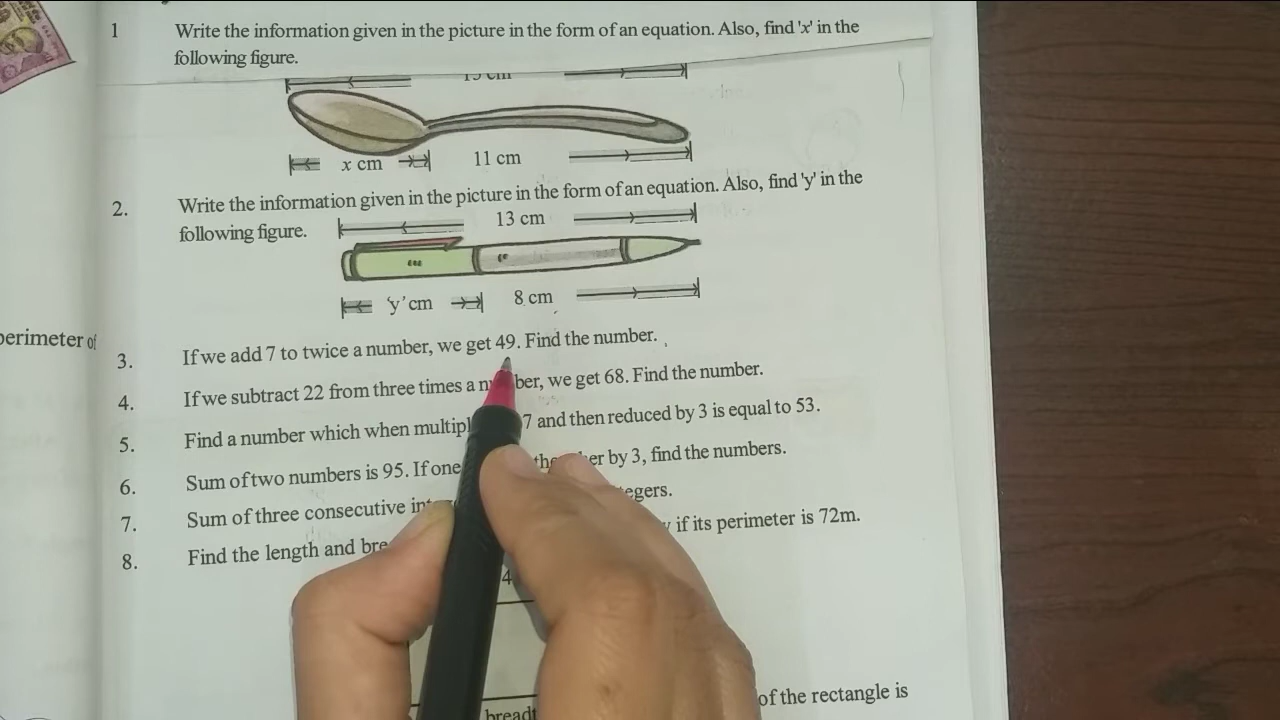 1 Write the information given in the picture in the form of an equation. Also, find 'x' in the
following figure.
x cm 11 cm
2. Write the information given in the picture in the form of an equation. Also, find 'y' in the
following figure. 13 cm
'y' cm 8 cm
perimeter of
3. If we add 7 to twice a number, we get 49. Find the number.
4. If we subtract 22 from three times a number, we get 68. Find the number.
5. Find a number which when 7 and then reduced by 3 is equal to 53.
6. Sum of two numbers is 95. If one by 3, find the numbers.
7. Sum of three consecutive
8. Find the length and if its perimeter is 72m.
4
of the rectangle is